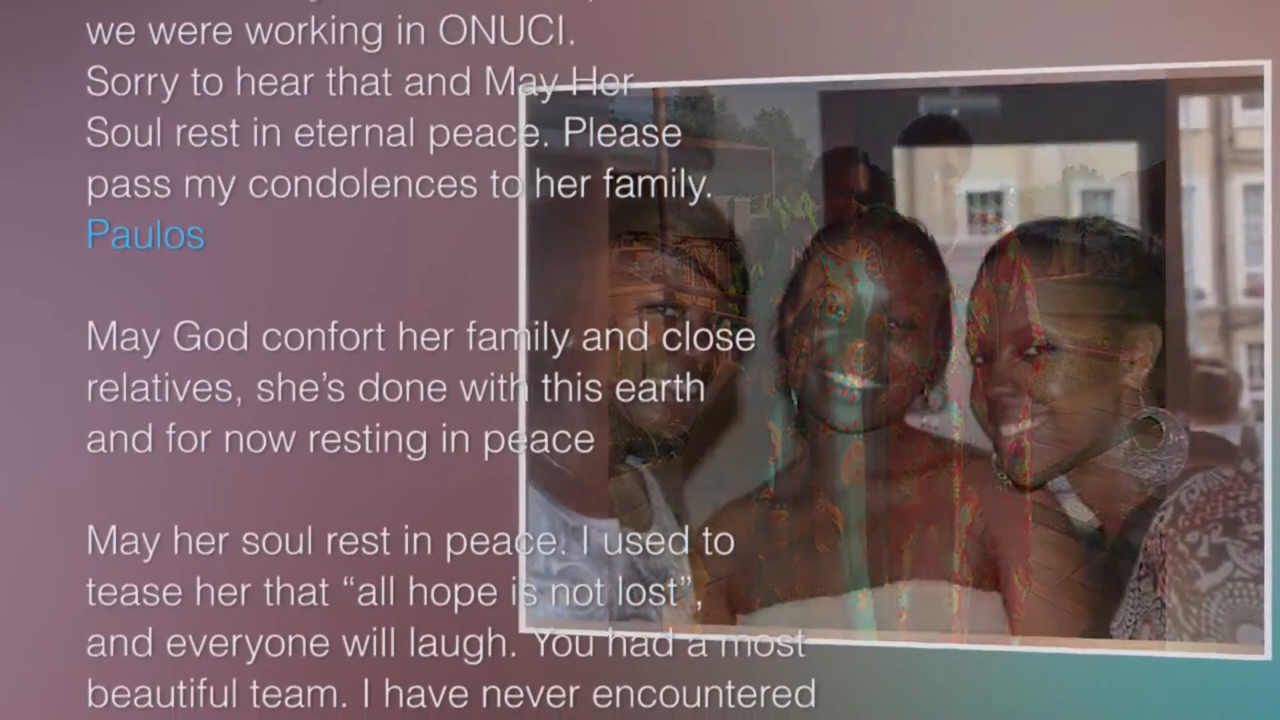 we were working in ONUCI.
Sorry to hear that and May Her
Soul rest in eternal peace. Please
pass my condolences to her family.
Paulos
May God confort her family and close
relatives, she's done with this earth
and for now resting in peace
May her soul rest in peace. I used to
tease her that “all hope is not lost”,
and everyone will laugh. You had a most
beautiful team. I have never encountered